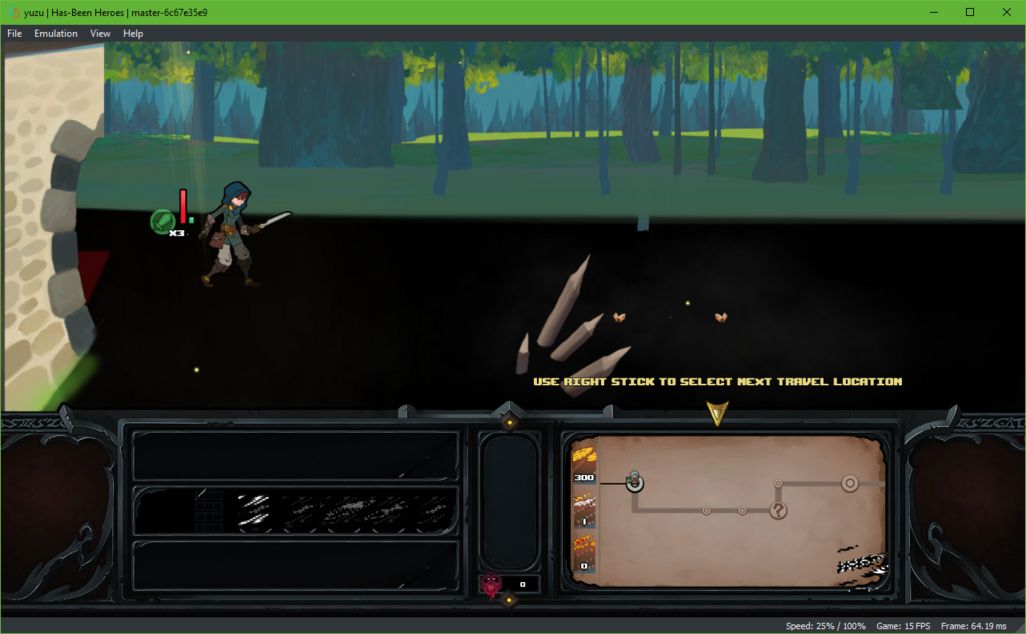 yuzu | Has-Been Heroes | master-6c67e35e9
File Emulation View Help
X3
USE RIGHT STICK TO SELECT NEXT TRAVEL LOCATION
300
1
?
0
0
Speed: 25% / 100% Game: 15 FPS Frame: 64.19 ms